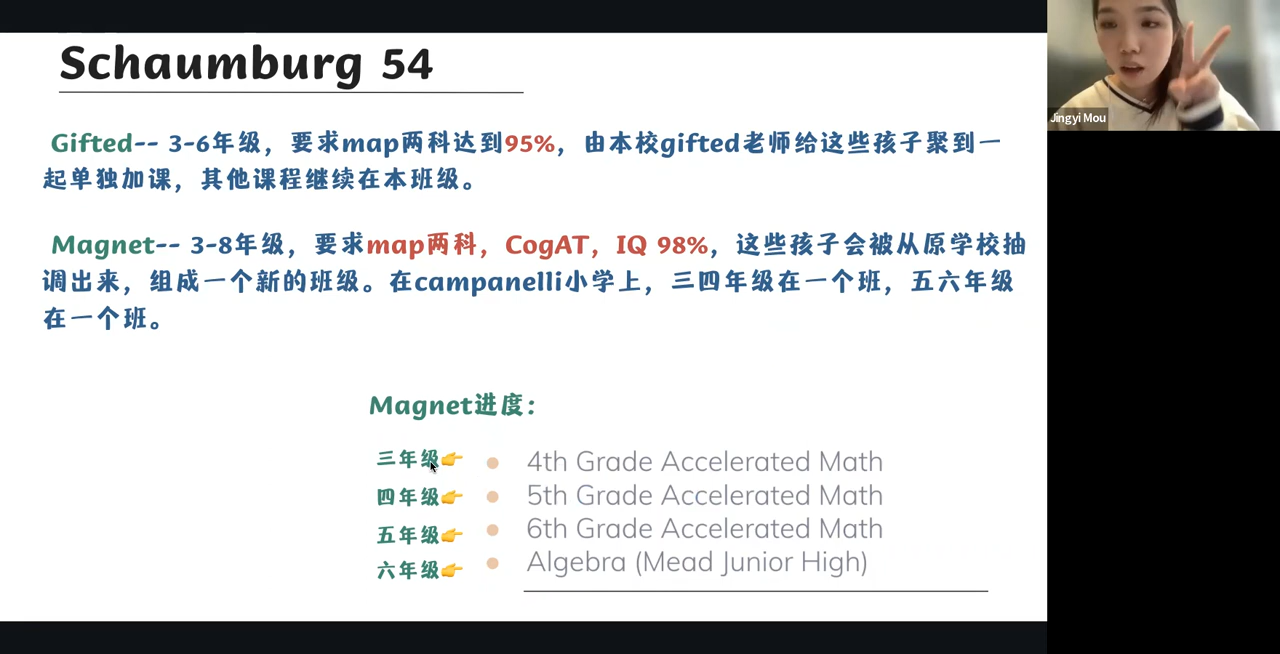 Schaumburg 54
Gifted-- 3-6年级，要求map两科达到95%，由本校gifted老师给这些孩子聚到一
起单独加课，其他课程继续在本班级。
Magnet-- 3-8年级，要求map两科，CogAT，IQ 98%，这些孩子会被从原学校抽
调出来，组成一个新的班级。在campanelli小学上，三四年级在一个班，五六年级
在一个班。
Magnet进度：
三年级👉 • 4th Grade Accelerated Math
四年级👉 • 5th Grade Accelerated Math
五年级👉 • 6th Grade Accelerated Math
六年级👉 • Algebra (Mead Junior High)
Jingyi Mou